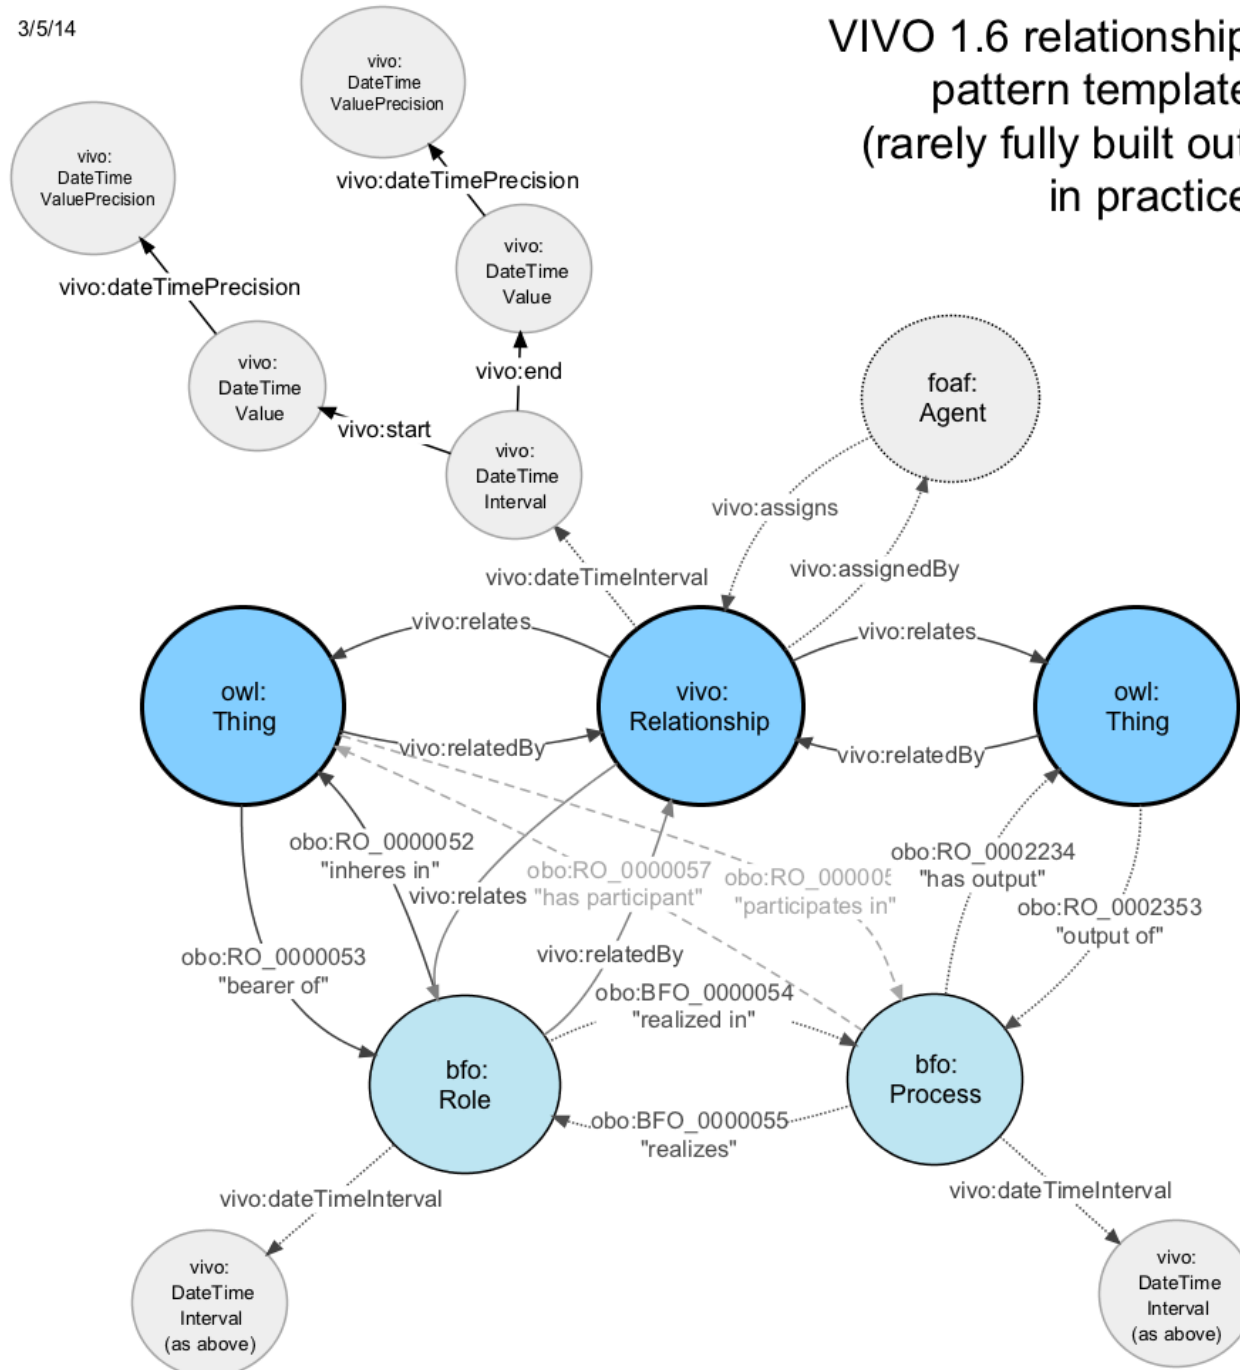 3/5/14
VIVO 1.6 relationship
pattern template
(rarely fully built out
in practice
vivo:
DateTime
ValuePrecision
vivo:
DateTime
ValuePrecision
vivo:dateTimePrecision
vivo:
DateTime
Value
vivo:dateTimePrecision
vivo:
DateTime
Value
vivo:end
vivo:start
vivo:
DateTime
Interval
foaf:
Agent
vivo:assigns
vivo:assignedBy
vivo:dateTimeInterval
vivo:relates
vivo:relates
owl:
Thing
vivo:
Relationship
owl:
Thing
vivo:relatedBy
vivo:relatedBy
obo:RO_0000052
"inheres in"
obo:RO_0000057
"has participant"
obo:RO_000005
"participates in"
obo:RO_0002234
"has output"
vivo:relates
obo:RO_0002353
"output of"
obo:RO_0000053
"bearer of"
vivo:relatedBy
obo:BFO_0000054
"realized in"
bfo:
Role
bfo:
Process
obo:BFO_0000055
"realizes"
vivo:dateTimeInterval
vivo:dateTimeInterval
vivo:
DateTime
Interval
(as above)
vivo:
DateTime
Interval
(as above)